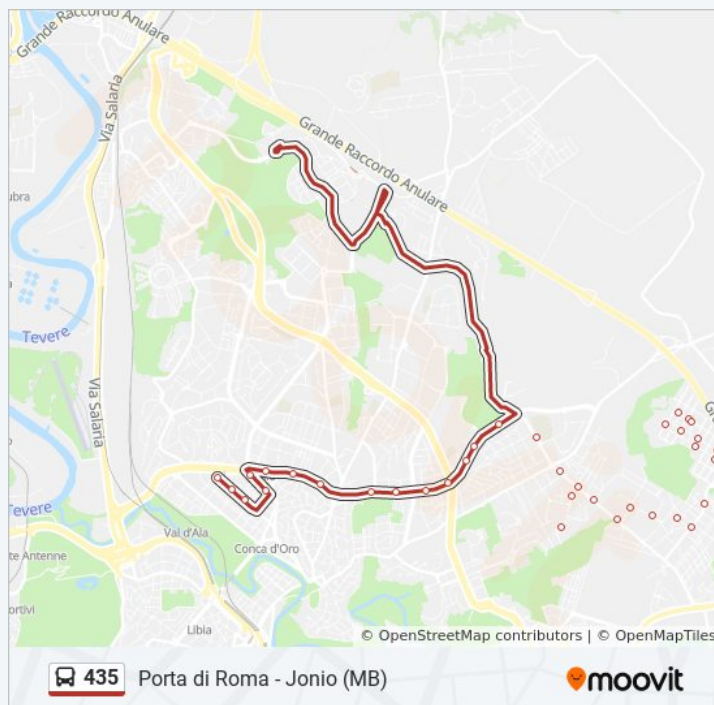 Grande Raccordo Anulare
Via Salaria
Grande Raccordo Anulare
ubra
Tevere
Via Salaria
Tevere
Val d'Ala
Conca d'Oro
te Antenne
portivi
Libia
© OpenStreetMap contributors | © OpenMapTiles
435 Porta di Roma - Jonio (MB)
moovit